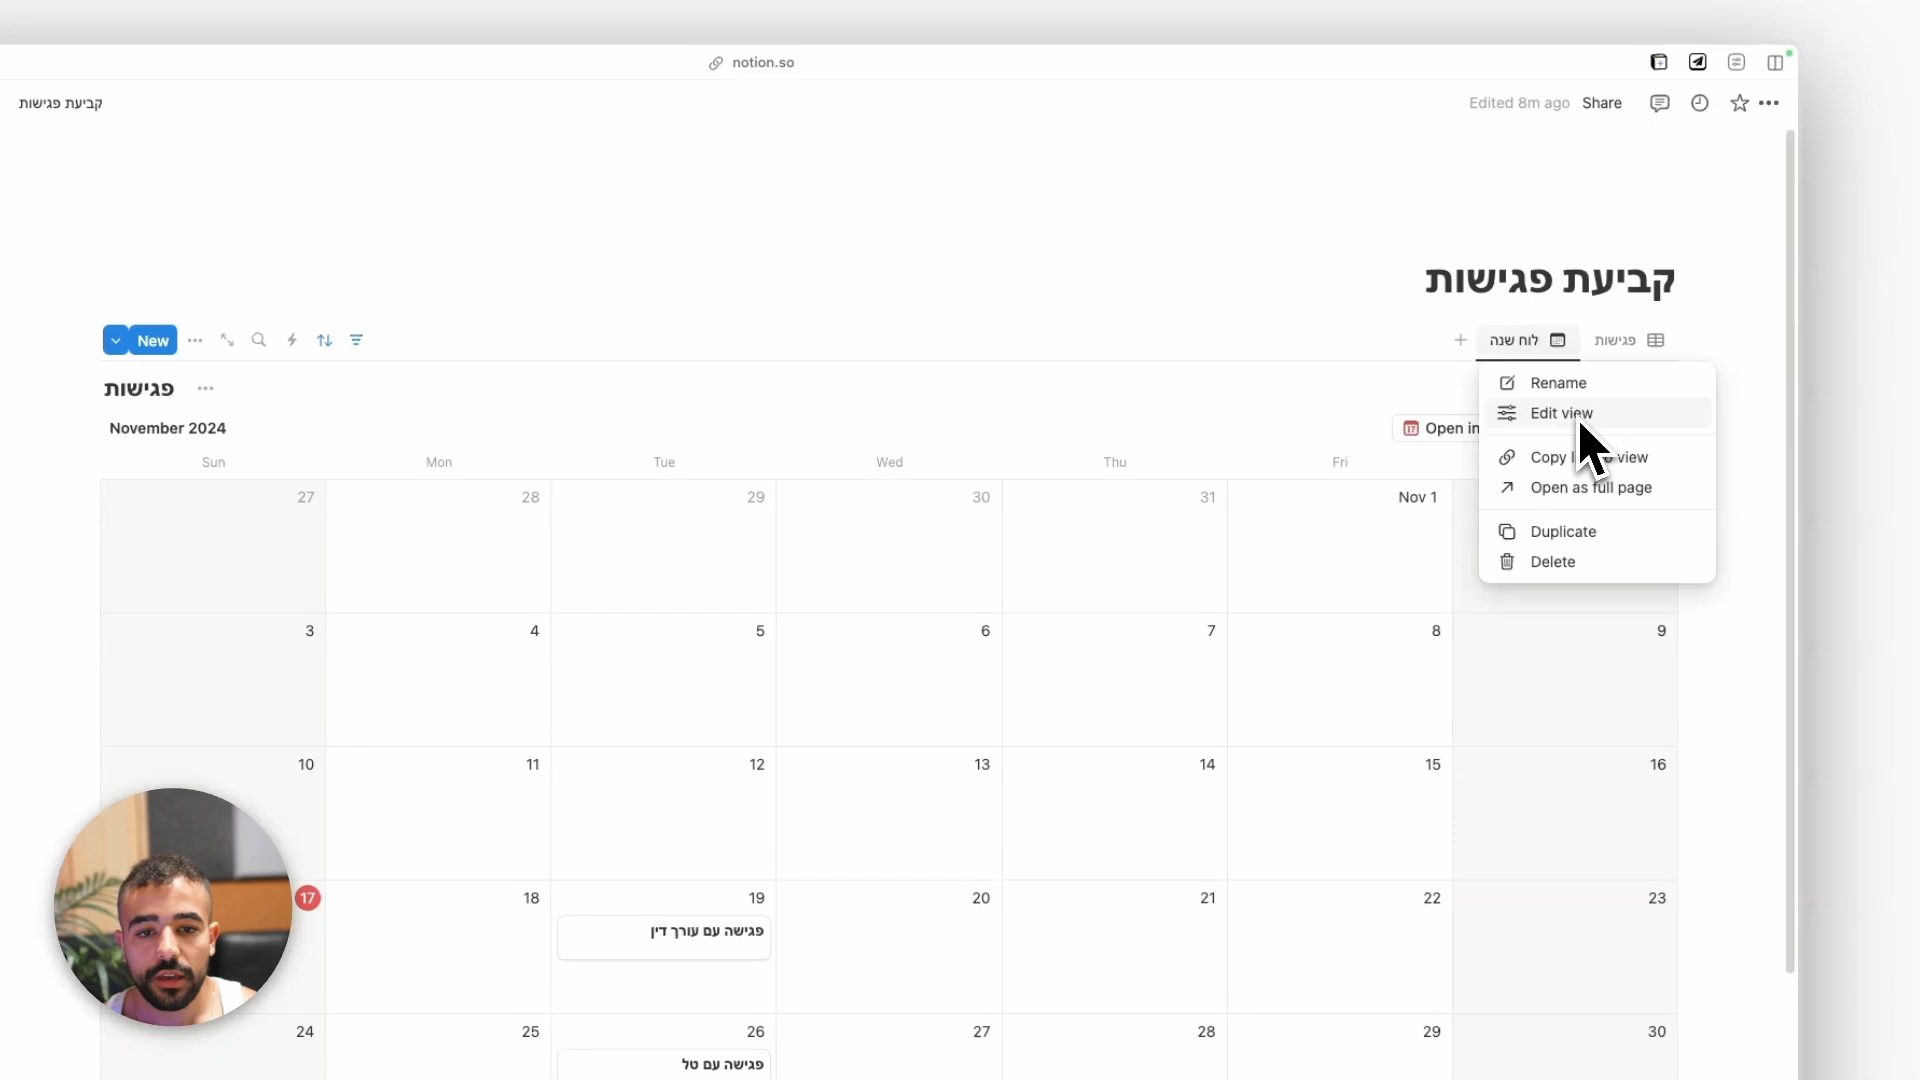 notion.so
קביעת פגישות
Edited 8m ago
Share
קביעת פגישות
New
לוח שנה
פגישות
פגישות
Rename
Edit view
Copy view
Open as full page
Duplicate
Delete
November 2024
Open in
Sun Mon Tue Wed Thu Fri
27 28 29 30 31 Nov 1
3 4 5 6 7 8 9
10 11 12 13 14 15 16
17 18 19 20 21 22 23
פגישה עם עורך דין
24 25 26 27 28 29 30
פגישה עם טל